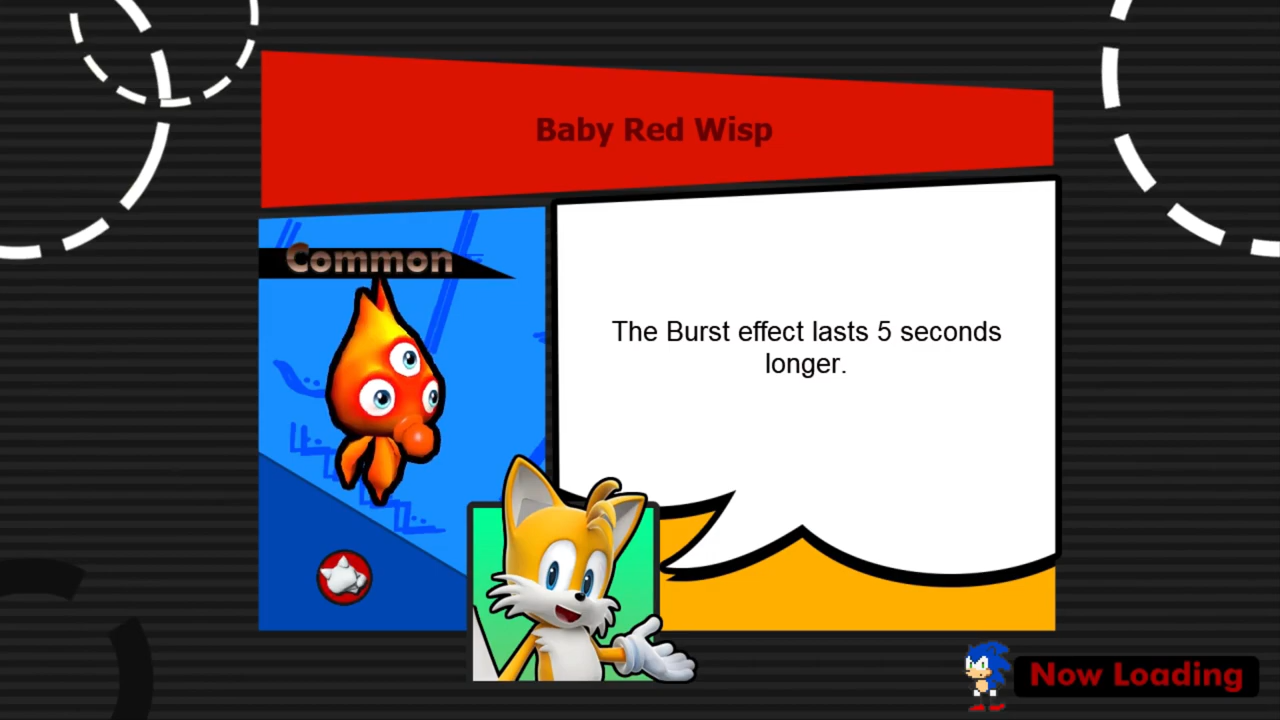 Baby Red Wisp
Common
The Burst effect lasts 5 seconds
longer.
Now Loading